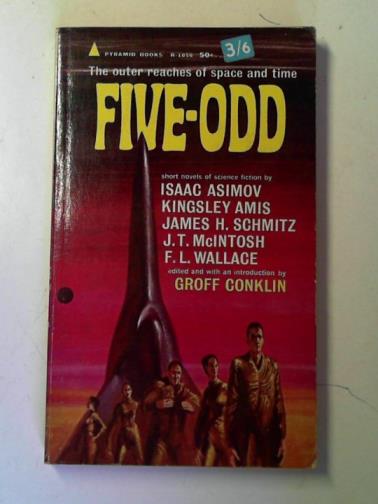 PYRAMID BOOKS R-1056 50¢
3/6
The outer reaches of space and time
FIVE-ODD
short novels of science fiction by
ISAAC ASIMOV
KINGSLEY AMIS
JAMES H. SCHMITZ
J.T. McINTOSH
F.L. WALLACE
edited and with an introduction by
GROFF CONKLIN